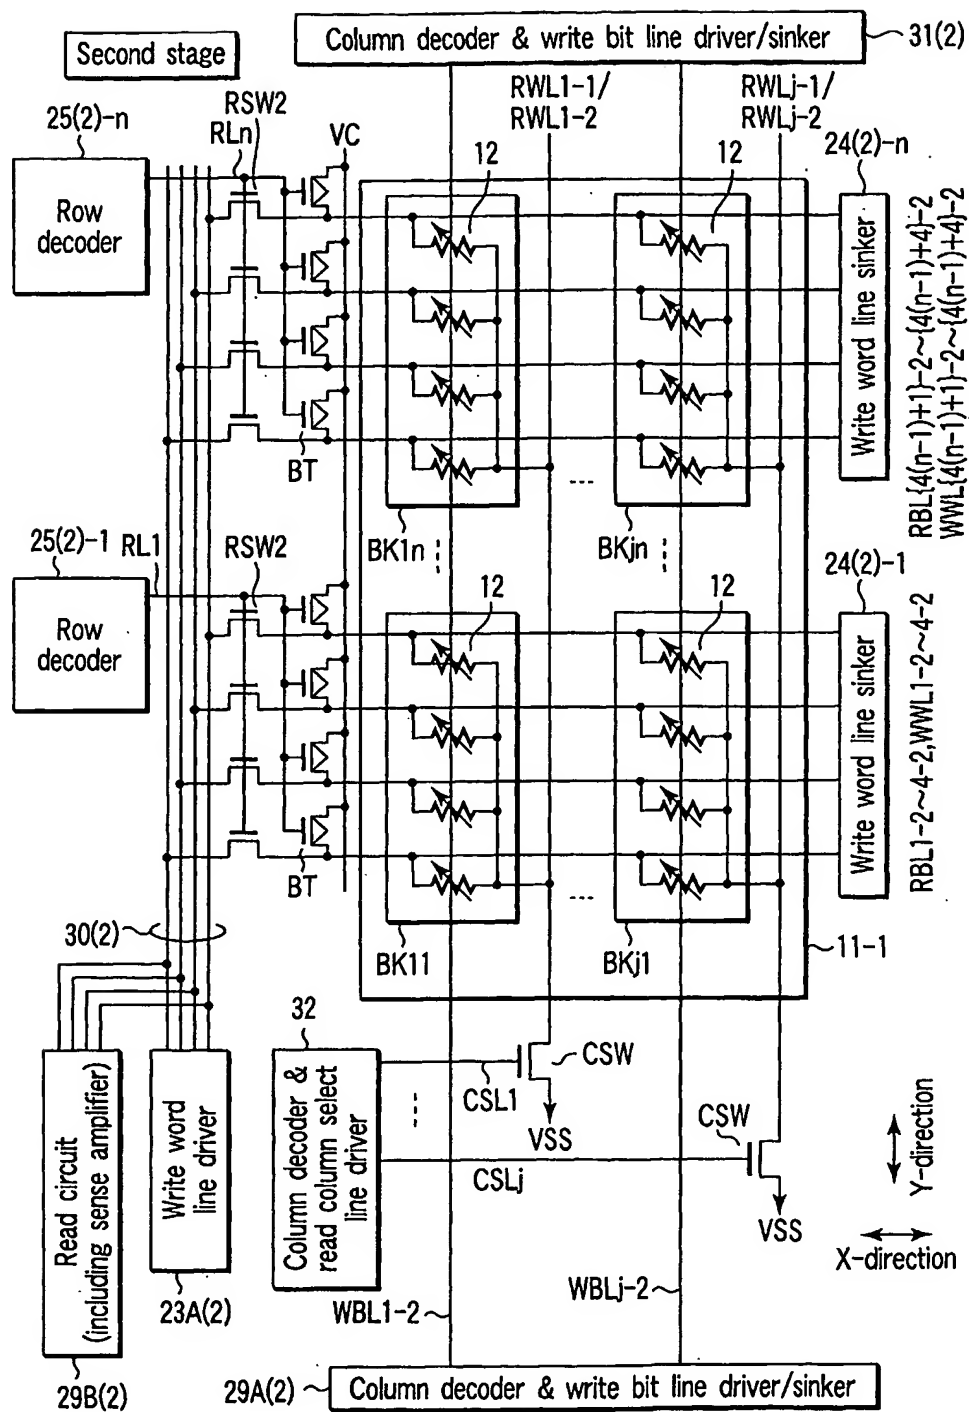 Second stage
Column decoder & write bit line driver/sinker
31(2)
RWL1-1/
RWL1-2
RWLj-1/
RWLj-2
25(2)-n
RSW2
RLn
VC
12
12
24(2)-n
Row
decoder
Write word line sinker
RBL{4(n-1)+1}-2~{4(n-1)+4}-2
WWL{4(n-1)+1}-2~{4(n-1)+4}-2
BT
BK1n
BKjn
25(2)-1
RL1
RSW2
12
12
24(2)-1
Row
decoder
Write word line sinker
RBL1-2~4-2,WWL1-2~4-2
BT
30(2)
BK11
BKj1
11-1
32
Read circuit
(including sense amplifier)
Write word
line driver
Column decoder &
read column select
line driver
CSL1
CSW
VSS
CSLj
CSW
VSS
Y-direction
X-direction
23A(2)
WBL1-2
WBLj-2
29B(2)
29A(2)
Column decoder & write bit line driver/sinker